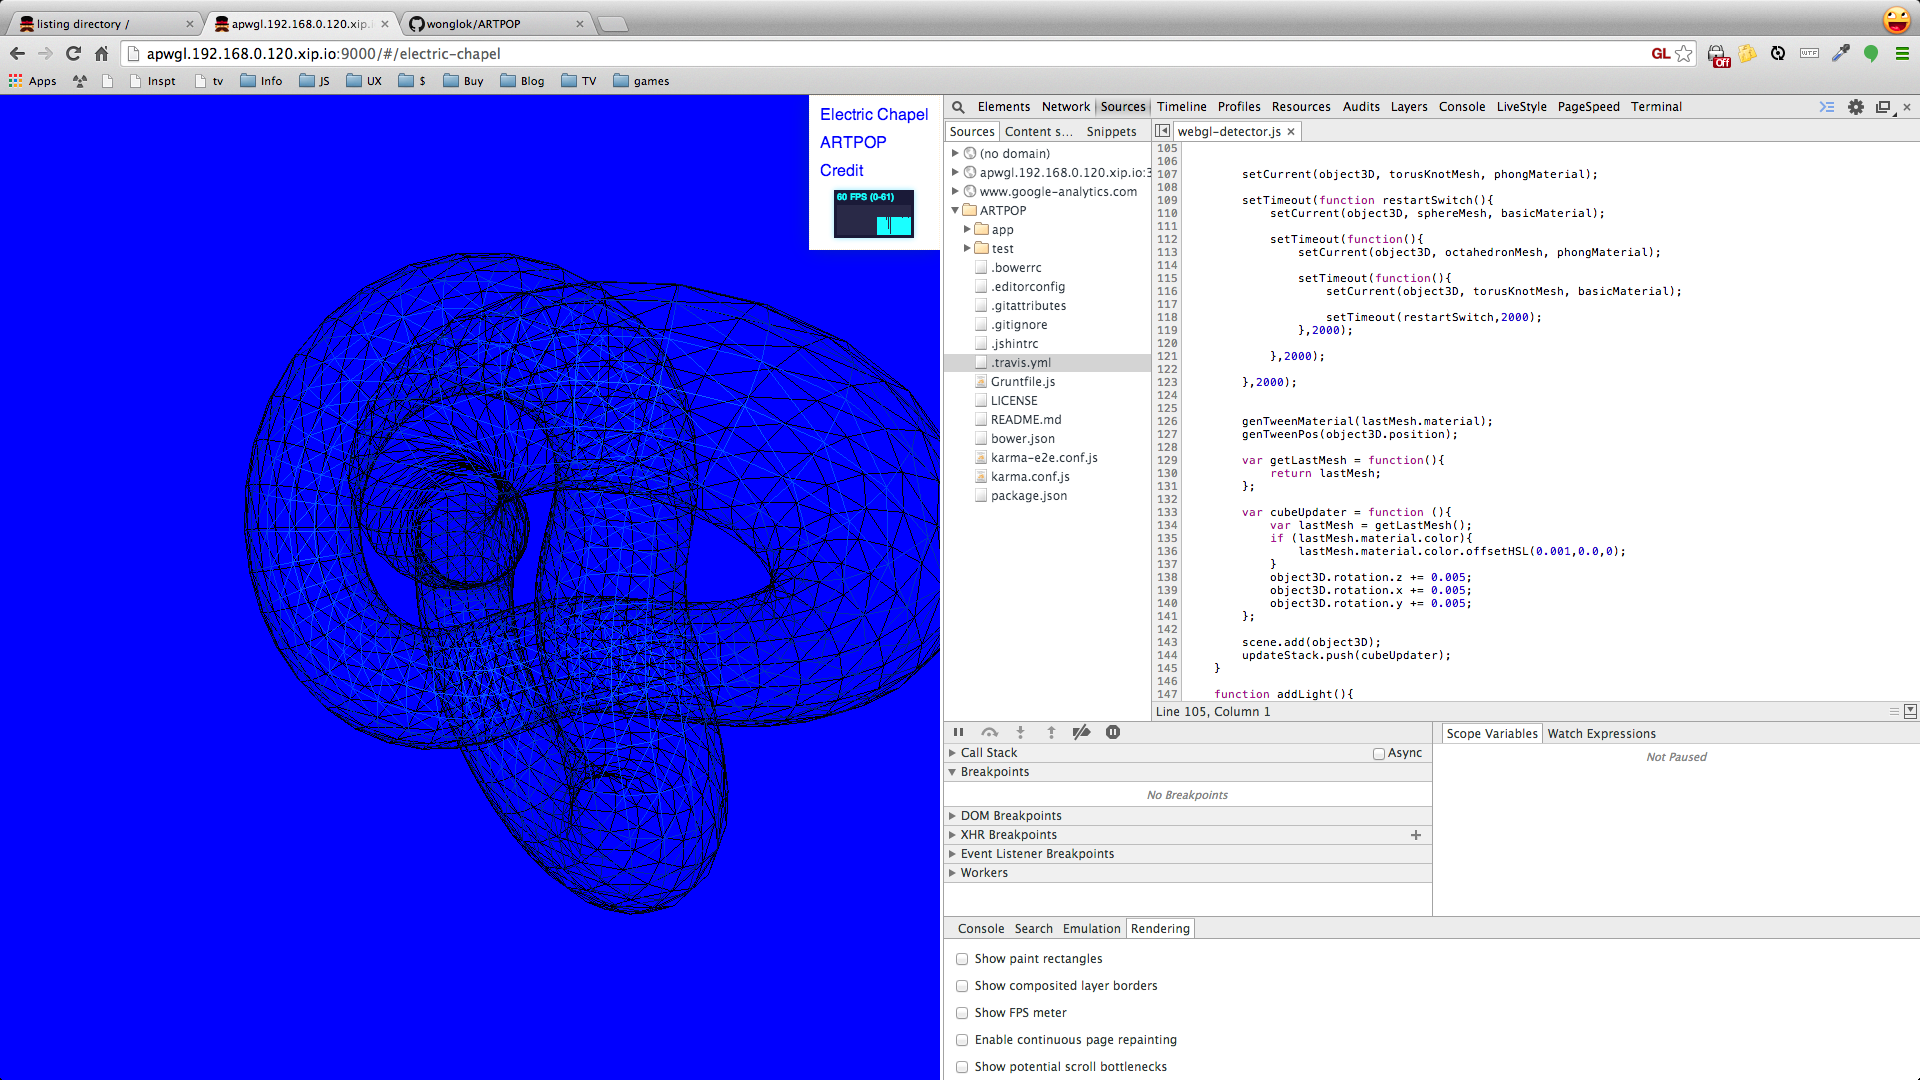 listing directory /
apwgl.192.168.0.120.xip.
wonglok/ARTPOP
apwgl.192.168.0.120.xip.io:9000/#/electric-chapel
GL
Off
WTF
Apps
Inspt
tv
Info
JS
UX
$
Buy
Blog
TV
games
Electric Chapel
ARTPOP
Credit
60 FPS (0-61)
Elements Network Sources Timeline Profiles Resources Audits Layers Console LiveStyle PageSpeed Terminal
Sources Content s... Snippets
(no domain)
apwgl.192.168.0.120.xip.io:3
www.google-analytics.com
ARTPOP
app
test
.bowerrc
.editorconfig
.gitattributes
.gitignore
.jshintrc
.travis.yml
Gruntfile.js
LICENSE
README.md
bower.json
karma-e2e.conf.js
karma.conf.js
package.json
webgl-detector.js
105
106
107 setCurrent(object3D, torusKnotMesh, phongMaterial);
108
109 setTimeout(function restartSwitch(){
110 setCurrent(object3D, sphereMesh, basicMaterial);
111
112 setTimeout(function(){
113 setCurrent(object3D, octahedronMesh, phongMaterial);
114
115 setTimeout(function(){
116 setCurrent(object3D, torusKnotMesh, basicMaterial);
117
118 setTimeout(restartSwitch,2000);
119 },2000);
120
121 },2000);
122
123 },2000);
124
125
126 genTweenMaterial(lastMesh.material);
127 genTweenPos(object3D.position);
128
129 var getLastMesh = function(){
130 return lastMesh;
131 };
132
133 var cubeUpdater = function (){
134 var lastMesh = getLastMesh();
135 if (lastMesh.material.color){
136 lastMesh.material.color.offsetHSL(0.001,0.0,0);
137 }
138 object3D.rotation.z += 0.005;
139 object3D.rotation.x += 0.005;
140 object3D.rotation.y += 0.005;
141 };
142
143 scene.add(object3D);
144 updateStack.push(cubeUpdater);
145 }
146
147 function addLight(){
Line 105, Column 1
Call Stack
Async
Breakpoints
No Breakpoints
DOM Breakpoints
XHR Breakpoints
Event Listener Breakpoints
Workers
Scope Variables Watch Expressions
Not Paused
Console Search Emulation Rendering
Show paint rectangles
Show composited layer borders
Show FPS meter
Enable continuous page repainting
Show potential scroll bottlenecks